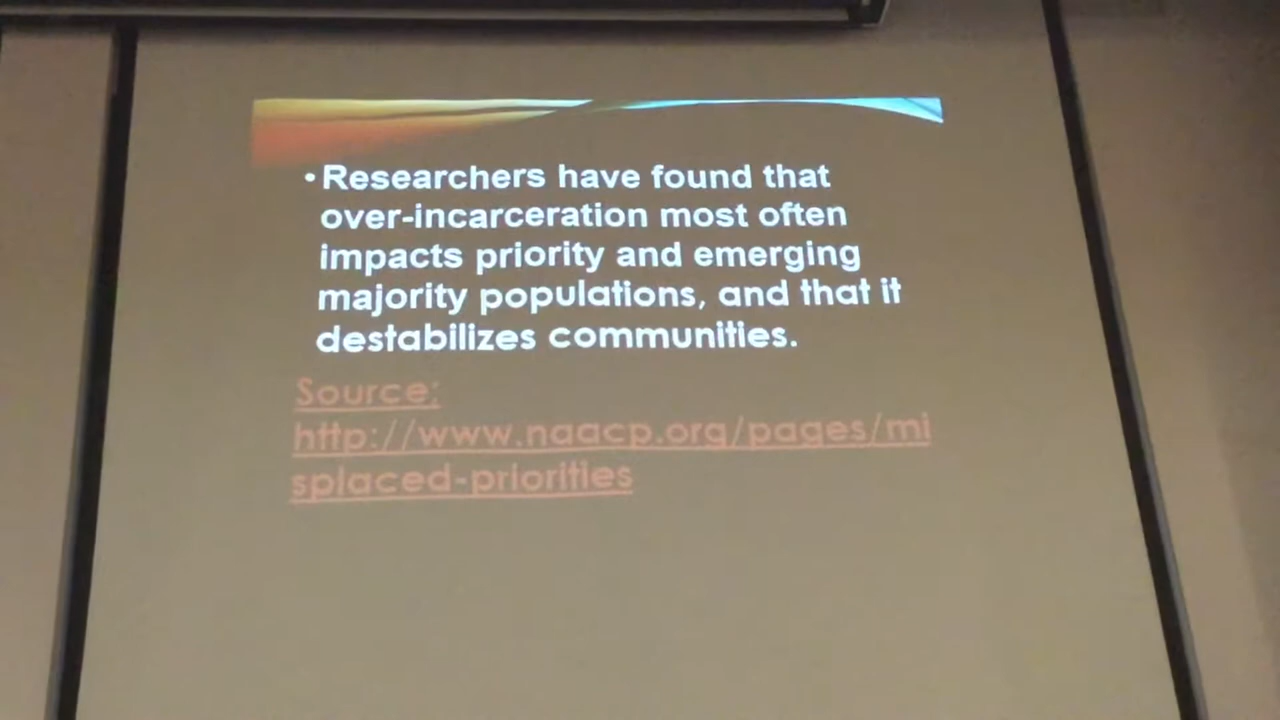 • Researchers have found that
over-incarceration most often
impacts priority and emerging
majority populations, and that it
destabilizes communities.
Source:
http://www.naacp.org/pages/mi
splaced-priorities